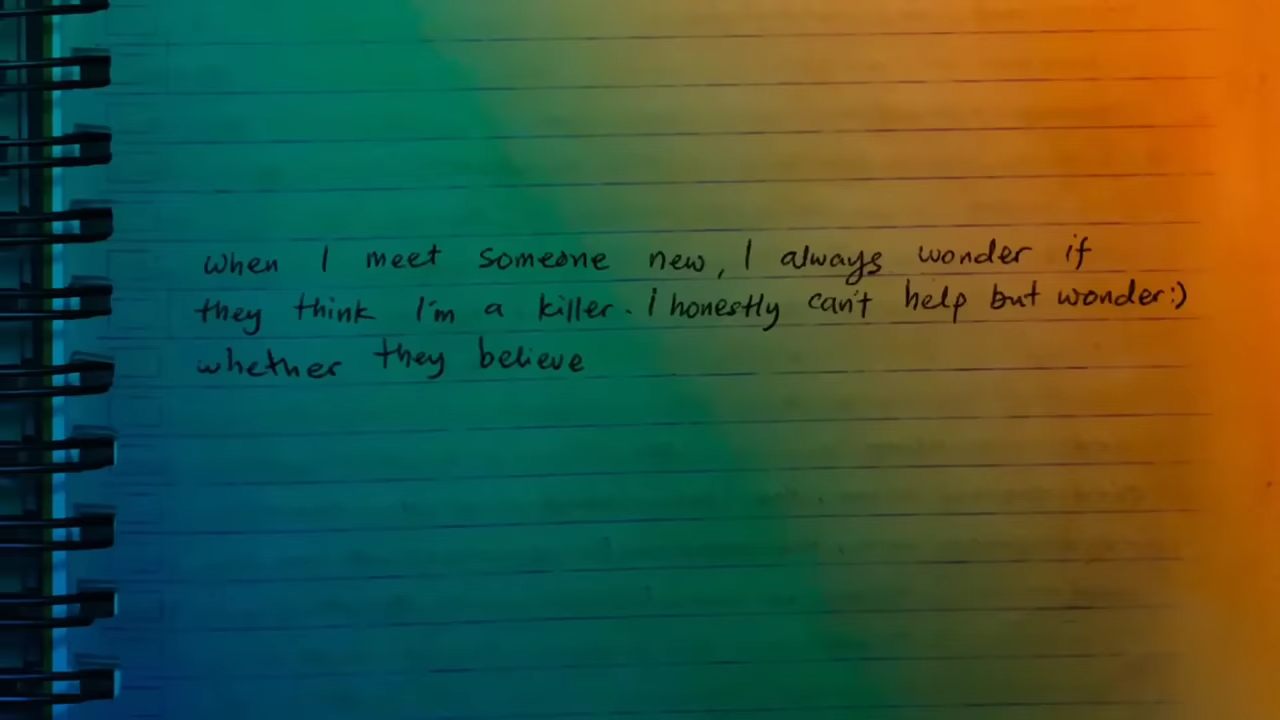 when I meet someone new, I always wonder if
they think I'm a killer. I honestly can't help but wonder:)
whether they believe